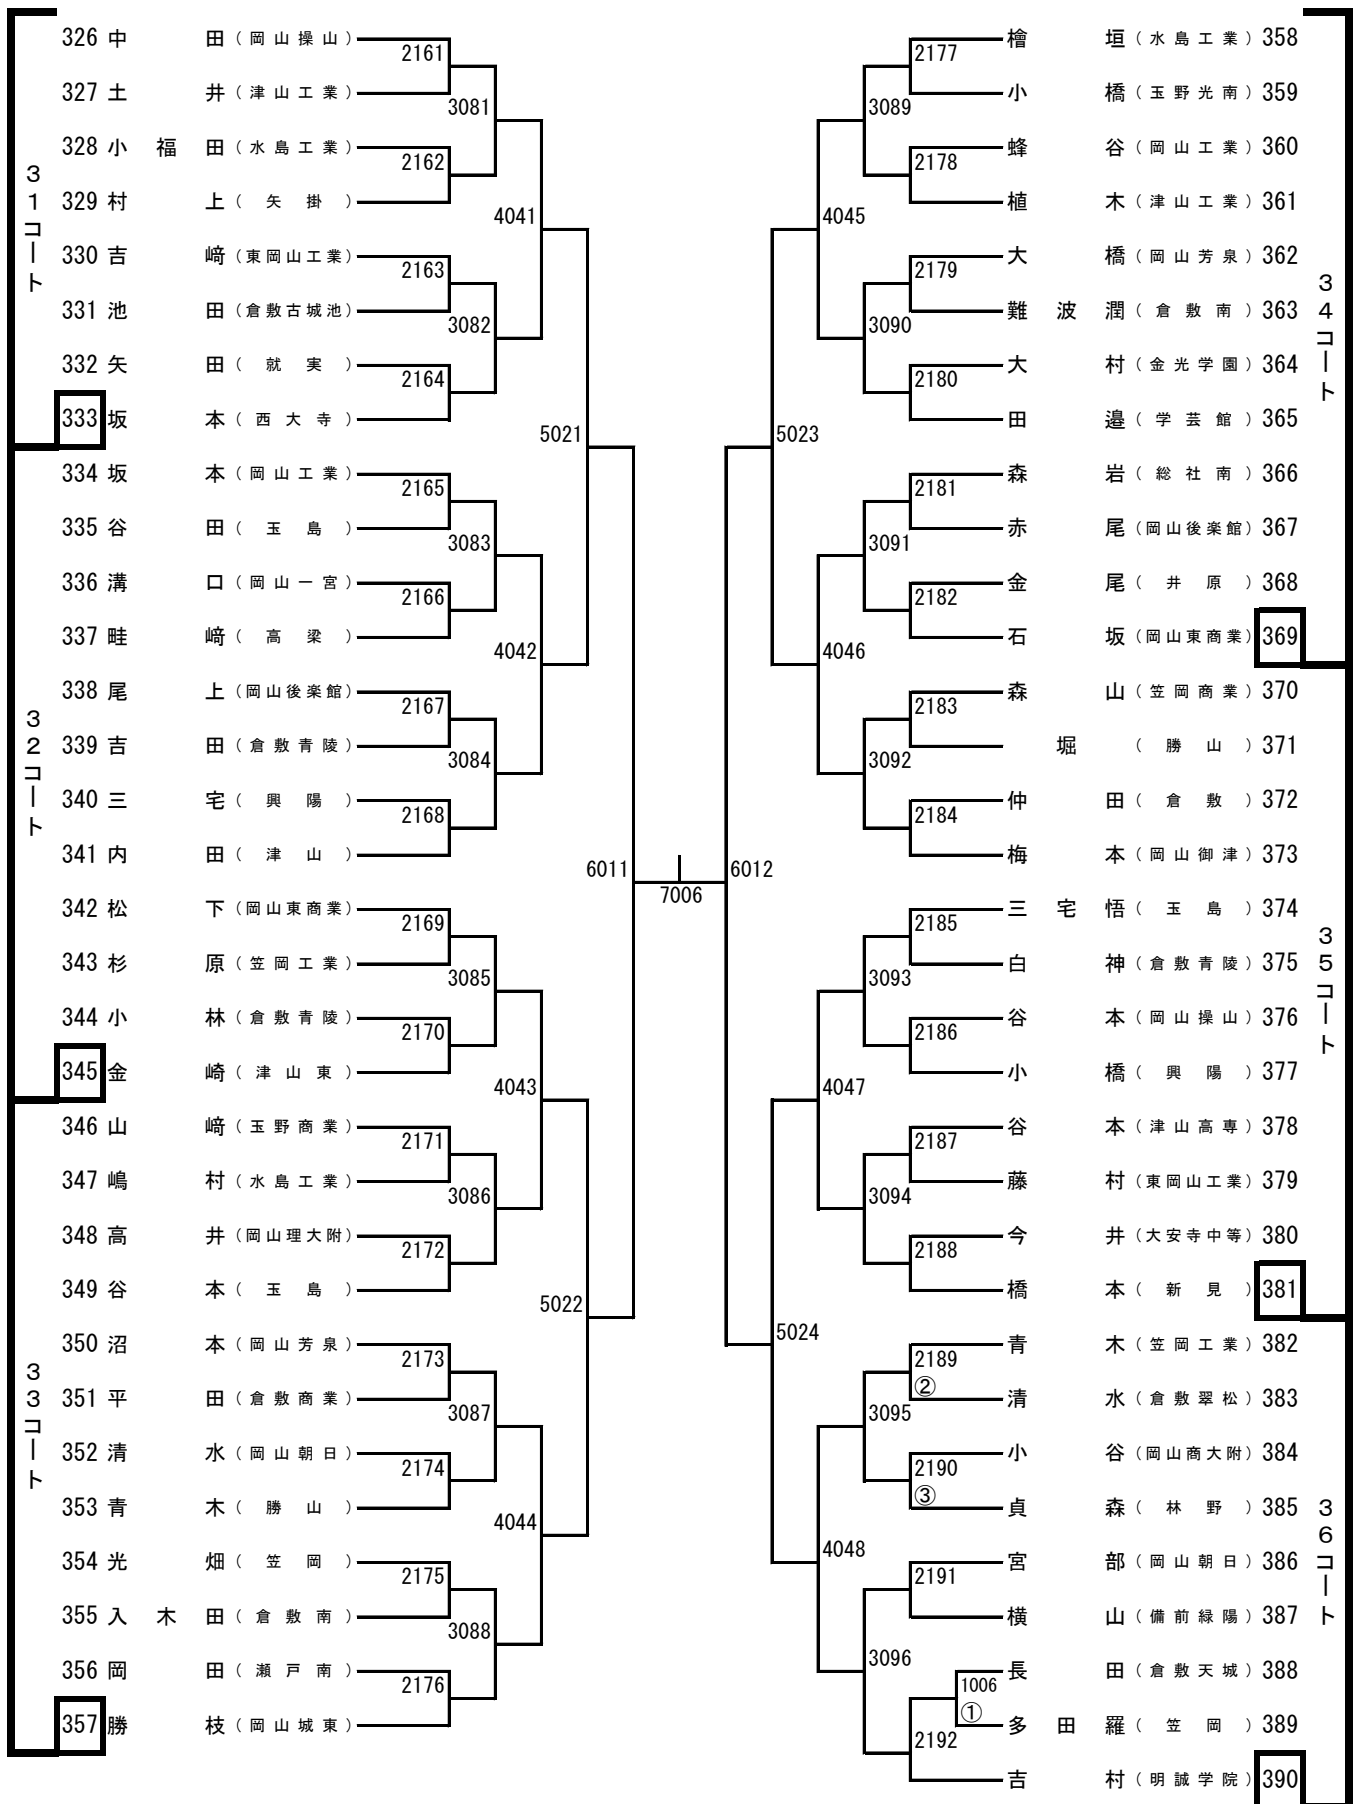 31コート
326 中田（岡山操山）
327 土井（津山工業）
328 小福田（水島工業）
329 村上（矢掛）
330 吉﨑（東岡山工業）
331 池田（倉敷古城池）
332 矢田（就実）
333 坂本（西大寺）
32コート
334 坂本（岡山工業）
335 谷田（玉島）
336 溝口（岡山一宮）
337 畦﨑（高梁）
338 尾上（岡山後楽館）
339 吉田（倉敷青陵）
340 三宅（興陽）
341 内田（津山）
342 松下（岡山東商業）
343 杉原（笠岡工業）
344 小林（倉敷青陵）
345 金崎（津山東）
33コート
346 山﨑（玉野商業）
347 嶋村（水島工業）
348 高井（岡山理大附）
349 谷本（玉島）
350 沼本（岡山芳泉）
351 平田（倉敷商業）
352 清水（岡山朝日）
353 青木（勝山）
354 光畑（笠岡）
355 入木田（倉敷南）
356 岡田（瀬戸南）
357 勝枝（岡山城東）
2161
2162
2163
2164
2165
2166
2167
2168
2169
2170
2171
2172
2173
2174
2175
2176
3081
3082
3083
3084
3085
3086
3087
3088
4041
4042
4043
4044
5021
5022
6011
7006
6012
5023
5024
4045
4046
4047
4048
3089
3090
3091
3092
3093
3094
3095
3096
2177
2178
2179
2180
2181
2182
2183
2184
2185
2186
2187
2188
2189
②
2190
③
2191
1006
①
2192
34コート
檜垣（水島工業）358
小橋（玉野光南）359
蜂谷（岡山工業）360
植木（津山工業）361
大橋（岡山芳泉）362
難波潤（倉敷南）363
大村（金光学園）364
田邉（学芸館）365
森岩（総社南）366
赤尾（岡山後楽館）367
金尾（井原）368
石坂（岡山東商業）369
35コート
森山（笠岡商業）370
堀（勝山）371
仲田（倉敷）372
梅本（岡山御津）373
三宅悟（玉島）374
白神（倉敷青陵）375
谷本（岡山操山）376
小橋（興陽）377
谷本（津山高専）378
藤村（東岡山工業）379
今井（大安寺中等）380
橋本（新見）381
36コート
青木（笠岡工業）382
清水（倉敷翠松）383
小谷（岡山商大附）384
貞森（林野）385
宮部（岡山朝日）386
横山（備前緑陽）387
長田（倉敷天城）388
多田羅（笠岡）389
吉村（明誠学院）390